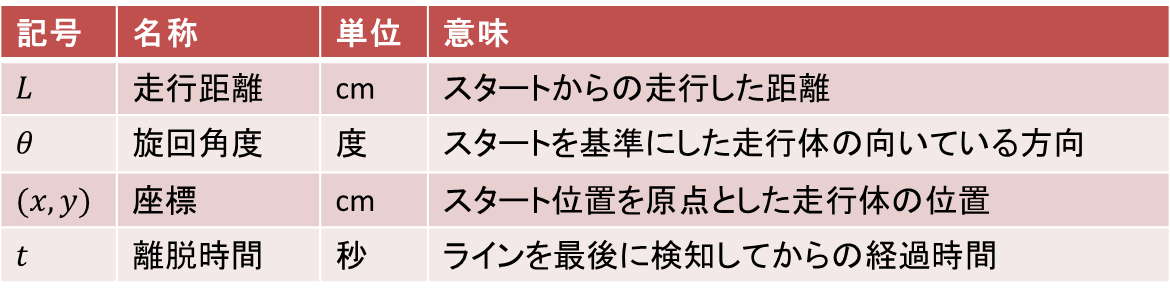 記号 名称 単位 意味
L 走行距離 cm スタートからの走行した距離
θ 旋回角度 度 スタートを基準にした走行体の向いている方向
(x, y) 座標 cm スタート位置を原点とした走行体の位置
t 離脱時間 秒 ラインを最後に検知してからの経過時間